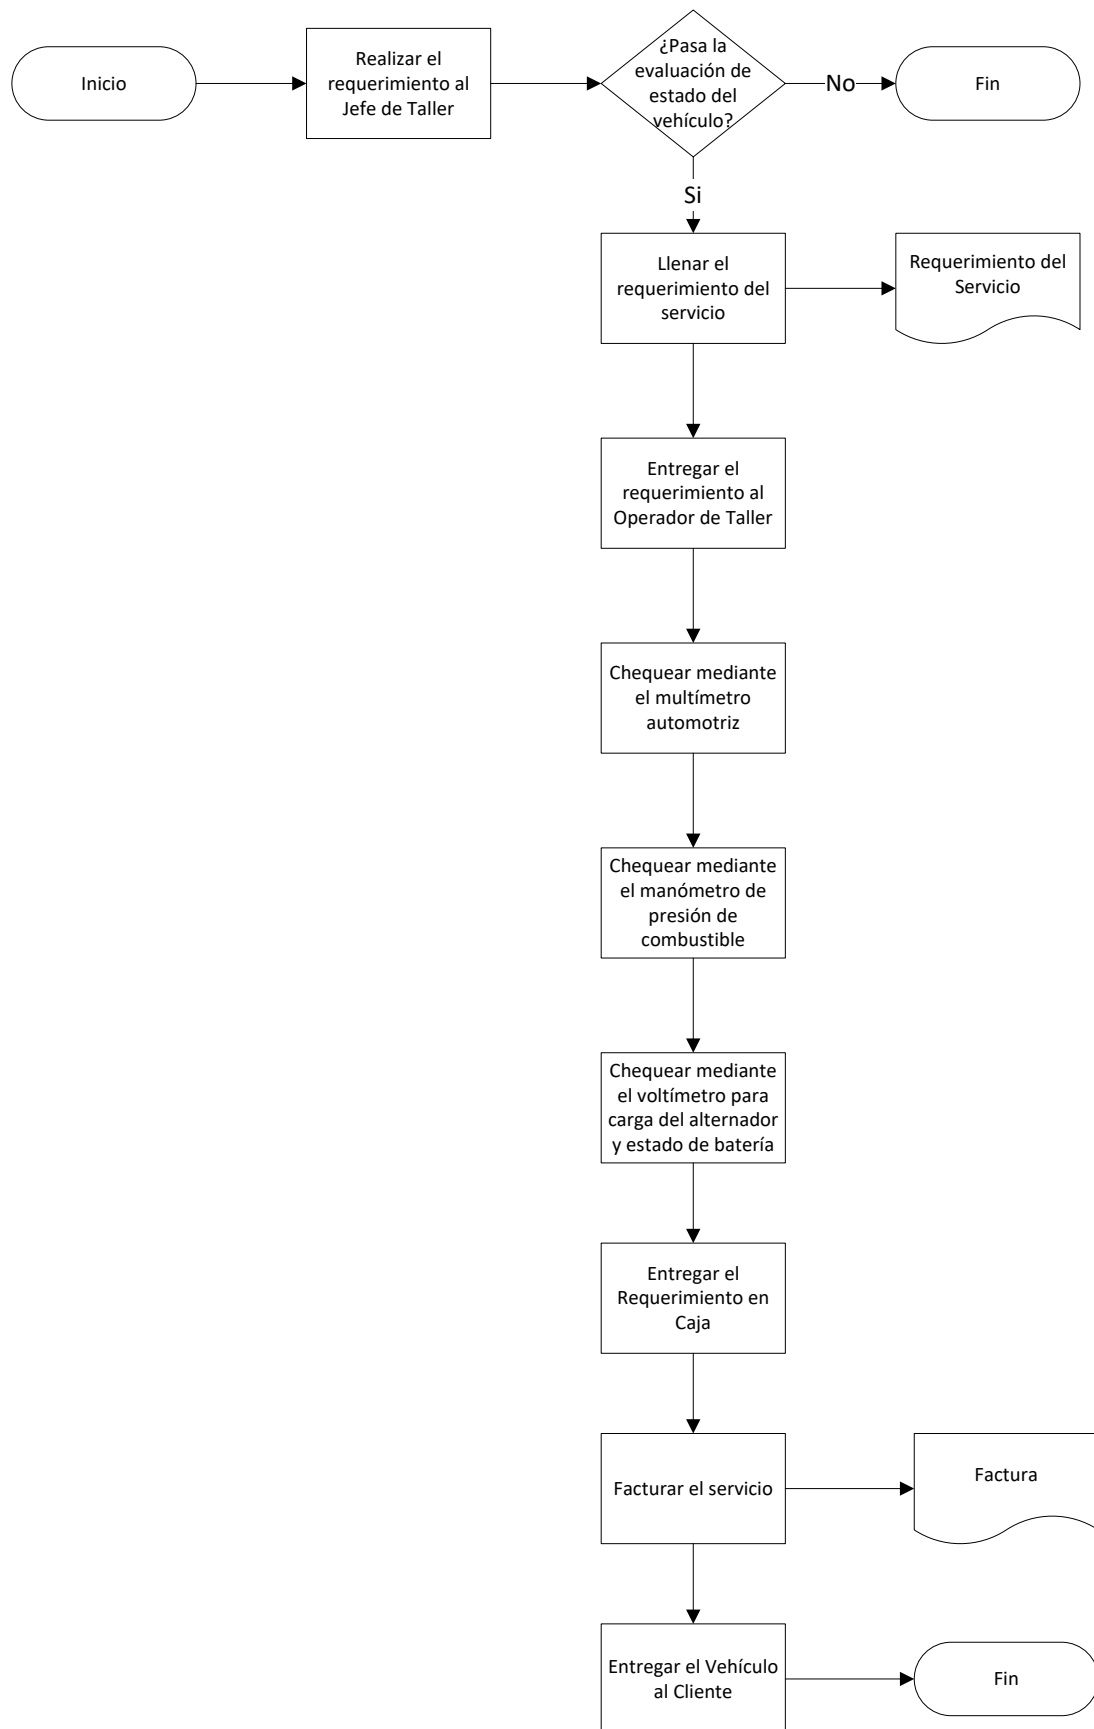 Inicio
Realizar el
requerimiento al
Jefe de Taller
¿Pasa la
evaluación de
estado del
vehículo?
No
Fin
Si
Llenar el
requerimiento del
servicio
Requerimiento del
Servicio
Entregar el
requerimiento al
Operador de Taller
Chequear mediante
el multímetro
automotriz
Chequear mediante
el manómetro de
presión de
combustible
Chequear mediante
el voltímetro para
carga del alternador
y estado de batería
Entregar el
Requerimiento en
Caja
Facturar el servicio
Factura
Entregar el Vehículo
al Cliente
Fin